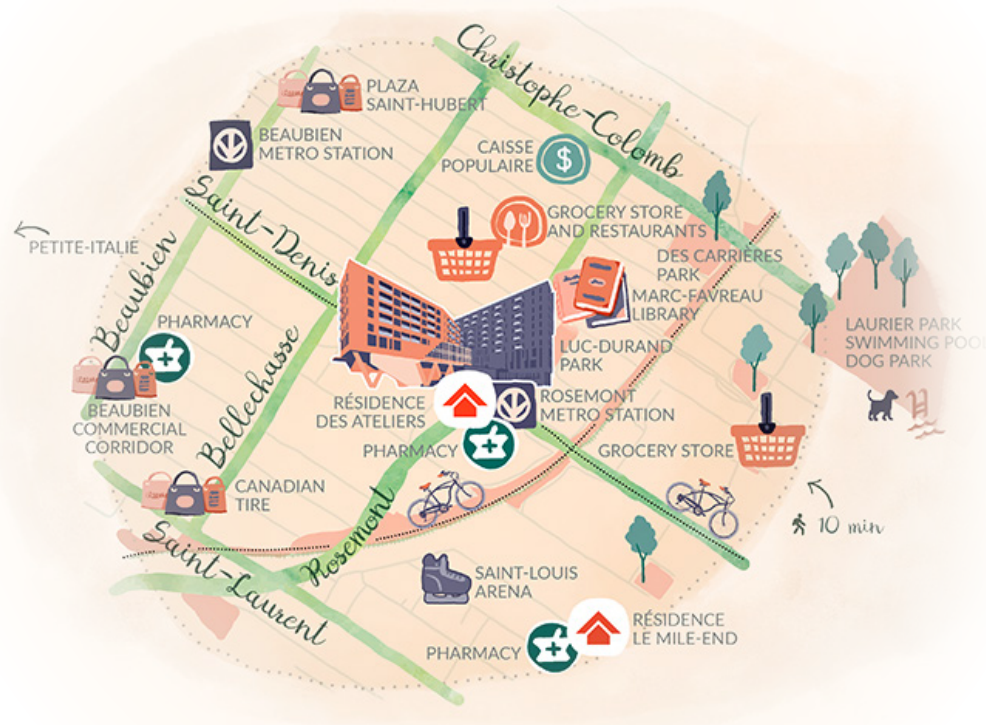 Christophe-Colomb
PLAZA
SAINT-HUBERT
BEAUBIEN
METRO STATION
CAISSE
POPULAIRE
$
Saint-Denis
GROCERY STORE
AND RESTAURANTS
PETITE-ITALIE
DES CARRIÈRES
PARK
MARC-FAVREAU
LIBRARY
Beaubien
PHARMACY
LAURIER PARK
SWIMMING POOL
DOG PARK
LUC-DURAND
PARK
Bellechasse
RÉSIDENCE
DES ATELIERS
ROSEMONT
METRO STATION
BEAUBIEN
COMMERCIAL
CORRIDOR
PHARMACY
GROCERY STORE
CANADIAN
TIRE
Rosemont
10 min
Saint-Laurent
SAINT-LOUIS
ARENA
RÉSIDENCE
LE MILE-END
PHARMACY